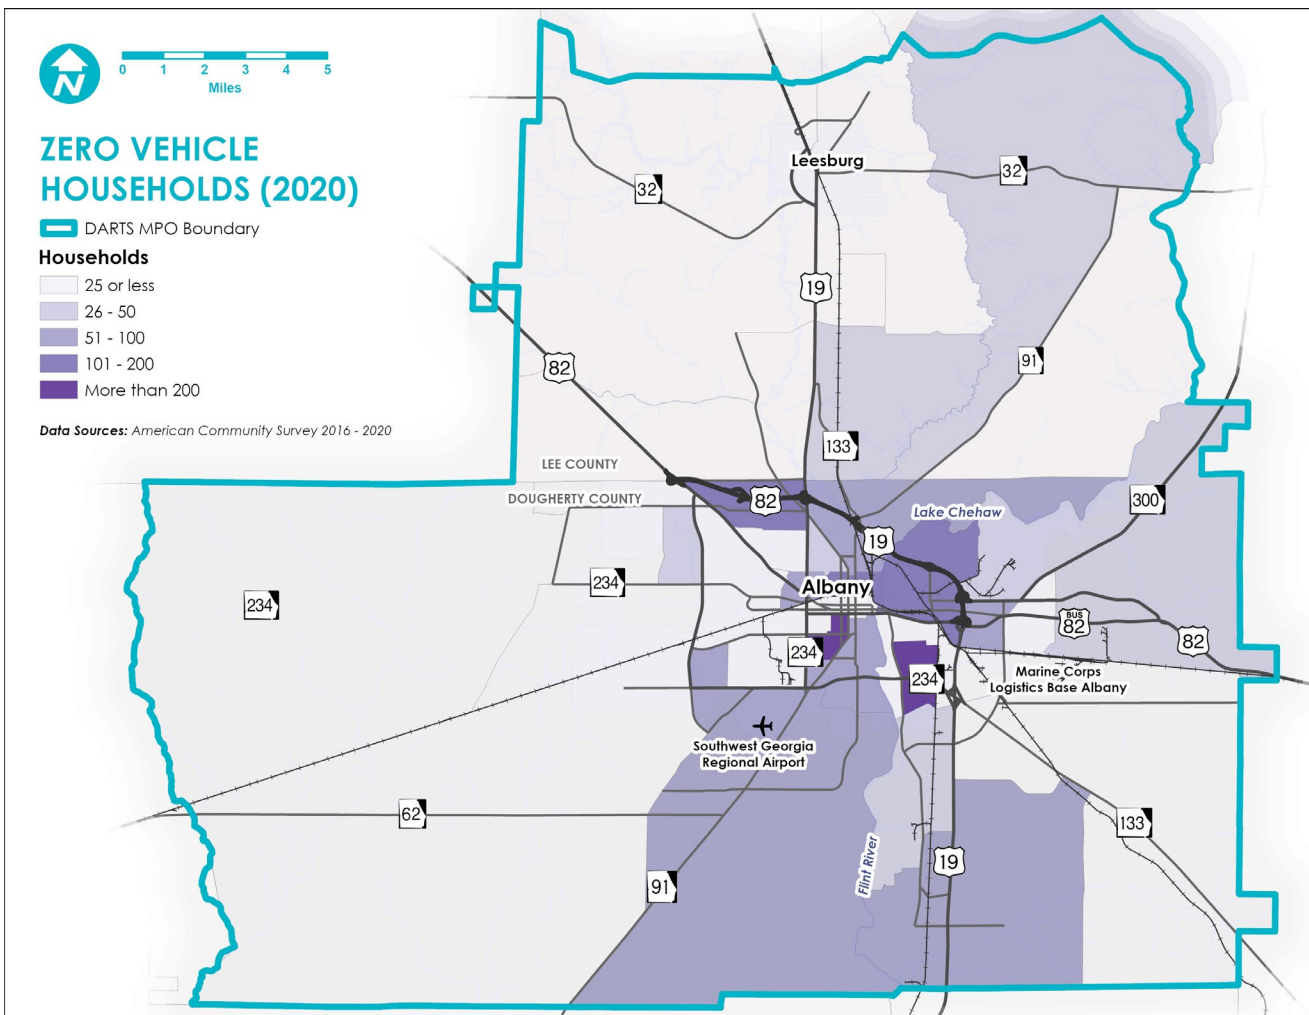 N
0 1 2 3 4 5
Miles
ZERO VEHICLE
HOUSEHOLDS (2020)
DARTS MPO Boundary
Households
25 or less
26 - 50
51 - 100
101 - 200
More than 200
Data Sources: American Community Survey 2016 - 2020
Leesburg
32
32
19
82
91
133
LEE COUNTY
DOUGHERTY COUNTY
82
Lake Chehaw
300
19
234
234
Albany
BUS
82
82
234
234
Marine Corps
Logistics Base Albany
Southwest Georgia
Regional Airport
62
133
Flint River
19
91